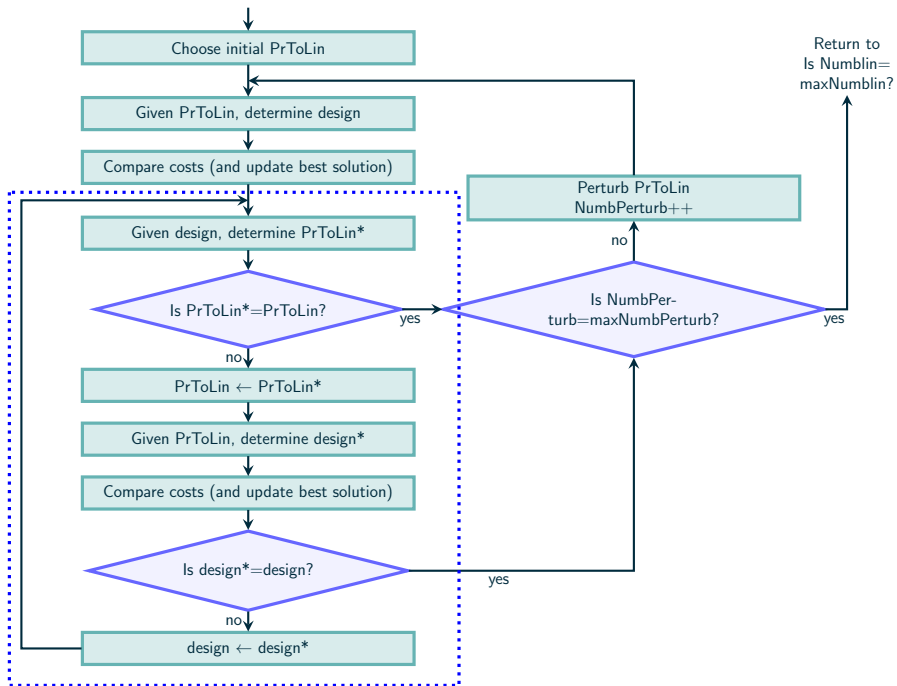 Choose initial PrToLin
Given PrToLin, determine design
Compare costs (and update best solution)
Given design, determine PrToLin*
Is PrToLin*=PrToLin?
yes
no
PrToLin ← PrToLin*
Given PrToLin, determine design*
Compare costs (and update best solution)
Is design*=design?
yes
no
design ← design*
Is NumbPer-
turb=maxNumbPerturb?
no
yes
Perturb PrToLin
NumbPerturb++
Return to
Is Numblin=
maxNumblin?